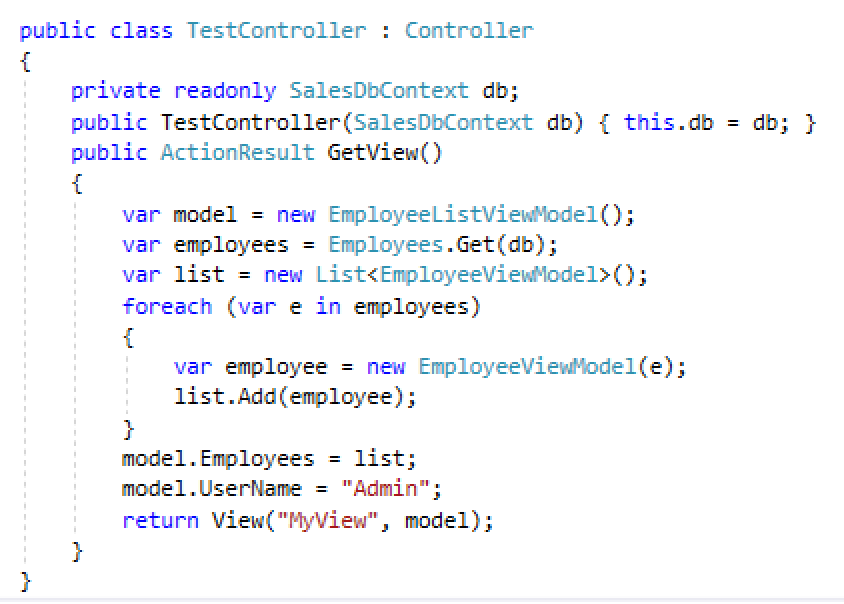 public class TestController : Controller
{
    private readonly SalesDbContext db;
    public TestController(SalesDbContext db) { this.db = db; }
    public ActionResult GetView()
    {
        var model = new EmployeeListViewModel();
        var employees = Employees.Get(db);
        var list = new List<EmployeeViewModel>();
        foreach (var e in employees)
        {
            var employee = new EmployeeViewModel(e);
            list.Add(employee);
        }
        model.Employees = list;
        model.UserName = "Admin";
        return View("MyView", model);
    }
}